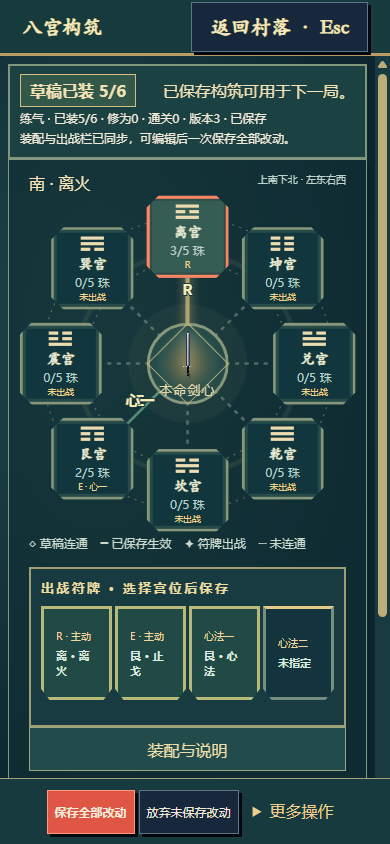 八宫构筑
返回村落 · Esc
草稿已装 5/6
已保存构筑可用于下一局。
练气 · 已装5/6 · 修为0 · 通关0 · 版本3 · 已保存
装配与出战栏已同步，可编辑后一次保存全部改动。
南 · 离火
上南下北 · 左东右西
离宫
3/5 珠
R
巽宫
0/5 珠
未出战
坤宫
0/5 珠
未出战
R
震宫
0/5 珠
未出战
本命剑心
兑宫
0/5 珠
未出战
心一
艮宫
2/5 珠
E · 心一
坎宫
0/5 珠
未出战
乾宫
0/5 珠
未出战
◇ 草稿连通 ━ 已保存生效 ✦ 符牌出战 ┄ 未连通
出战符牌 • 选择宫位后保存
R · 主动
离 • 离火
E · 主动
艮 • 止戈
心法一
艮 • 心法
心法二
未指定
装配与说明
保存全部改动
放弃未保存改动
▶ 更多操作